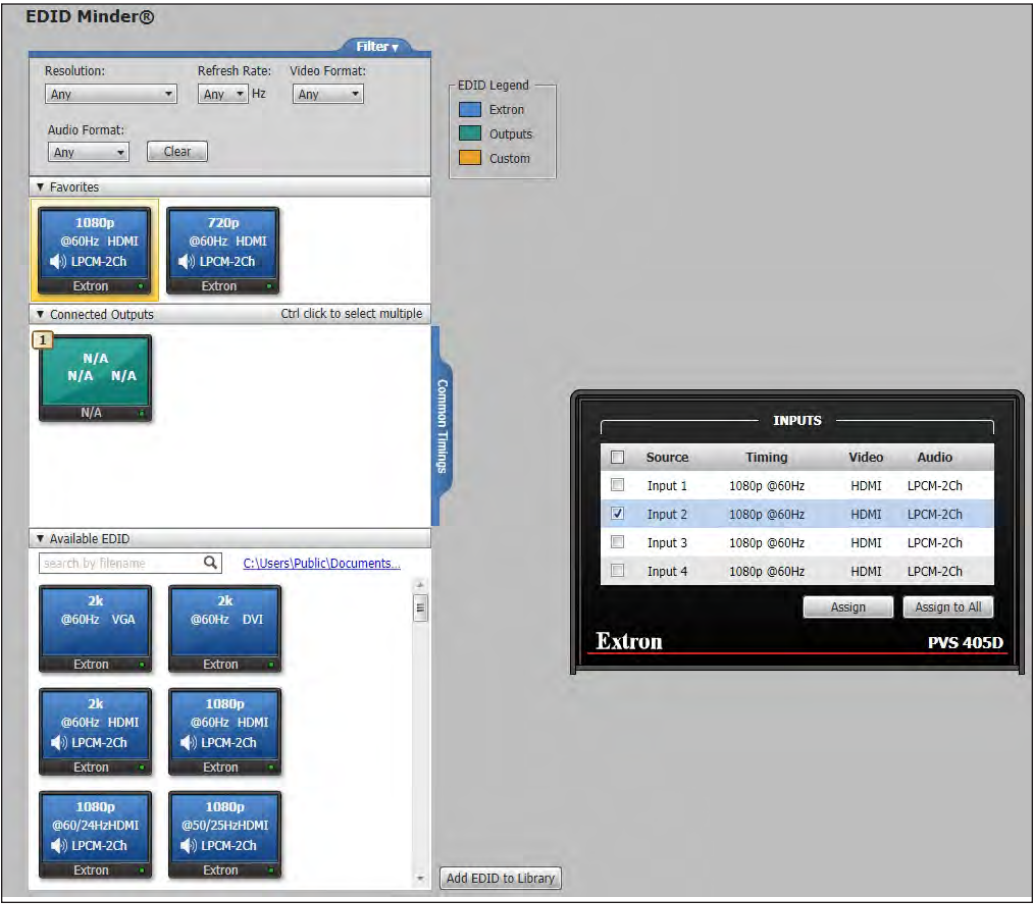 EDID Minder®
Filter ▾
Resolution: Refresh Rate: Video Format:
Any Any Hz Any
Audio Format:
Any Clear
EDID Legend
Extron
Outputs
Custom
▼ Favorites
1080p
@60Hz HDMI
LPCM-2Ch
Extron
720p
@60Hz HDMI
LPCM-2Ch
Extron
▼ Connected Outputs Ctrl click to select multiple
1
N/A
N/A N/A
N/A
Common Timings
▼ Available EDID
search by filename C:\Users\Public\Documents...
2k
@60Hz VGA
Extron
2k
@60Hz DVI
Extron
2k
@60Hz HDMI
LPCM-2Ch
Extron
1080p
@60Hz HDMI
LPCM-2Ch
Extron
1080p
@60/24HzHDMI
LPCM-2Ch
Extron
1080p
@50/25HzHDMI
LPCM-2Ch
Extron
Add EDID to Library
INPUTS
Source Timing Video Audio
Input 1 1080p @60Hz HDMI LPCM-2Ch
Input 2 1080p @60Hz HDMI LPCM-2Ch
Input 3 1080p @60Hz HDMI LPCM-2Ch
Input 4 1080p @60Hz HDMI LPCM-2Ch
Assign Assign to All
Extron PVS 405D